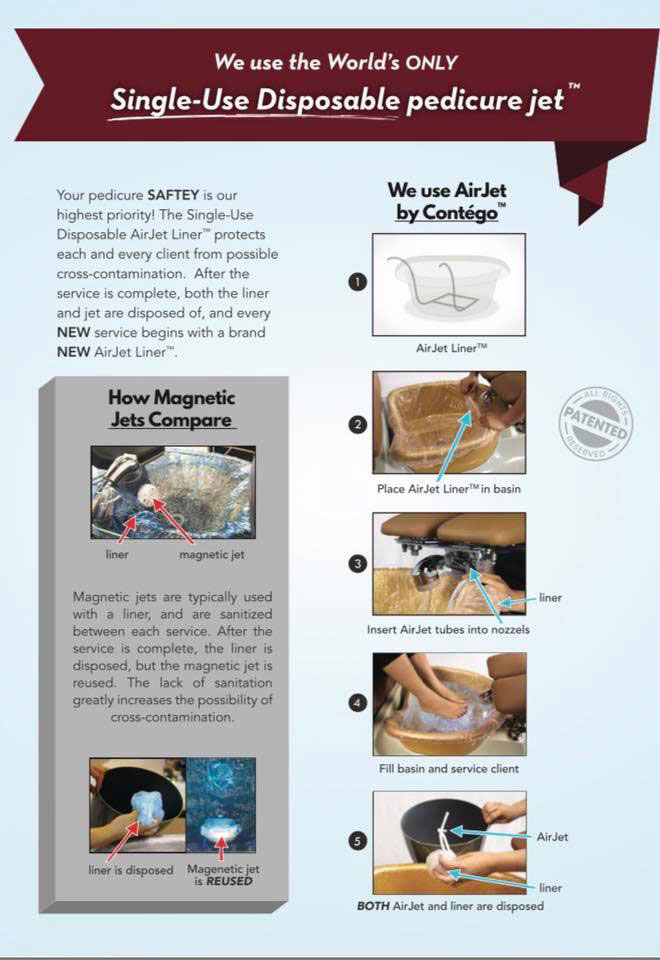 We use the World's ONLY
Single-Use Disposable pedicure jet™
Your pedicure SAFTEY is our
highest priority! The Single-Use
Disposable AirJet Liner™ protects
each and every client from possible
cross-contamination. After the
service is complete, both the liner
and jet are disposed of, and every
NEW service begins with a brand
NEW AirJet Liner™.
How Magnetic
Jets Compare
liner
magnetic jet
Magnetic jets are typically used
with a liner, and are sanitized
between each service. After the
service is complete, the liner is
disposed, but the magnetic jet is
reused. The lack of sanitation
greatly increases the possibility of
cross-contamination.
liner is disposed
Magenetic jet
is REUSED
We use AirJet
by Contégo™
1
AirJet Liner™
2
Place AirJet Liner™ in basin
3
liner
Insert AirJet tubes into nozzels
4
Fill basin and service client
5
AirJet
liner
BOTH AirJet and liner are disposed
ALL RIGHTS
PATENTED
RESERVED